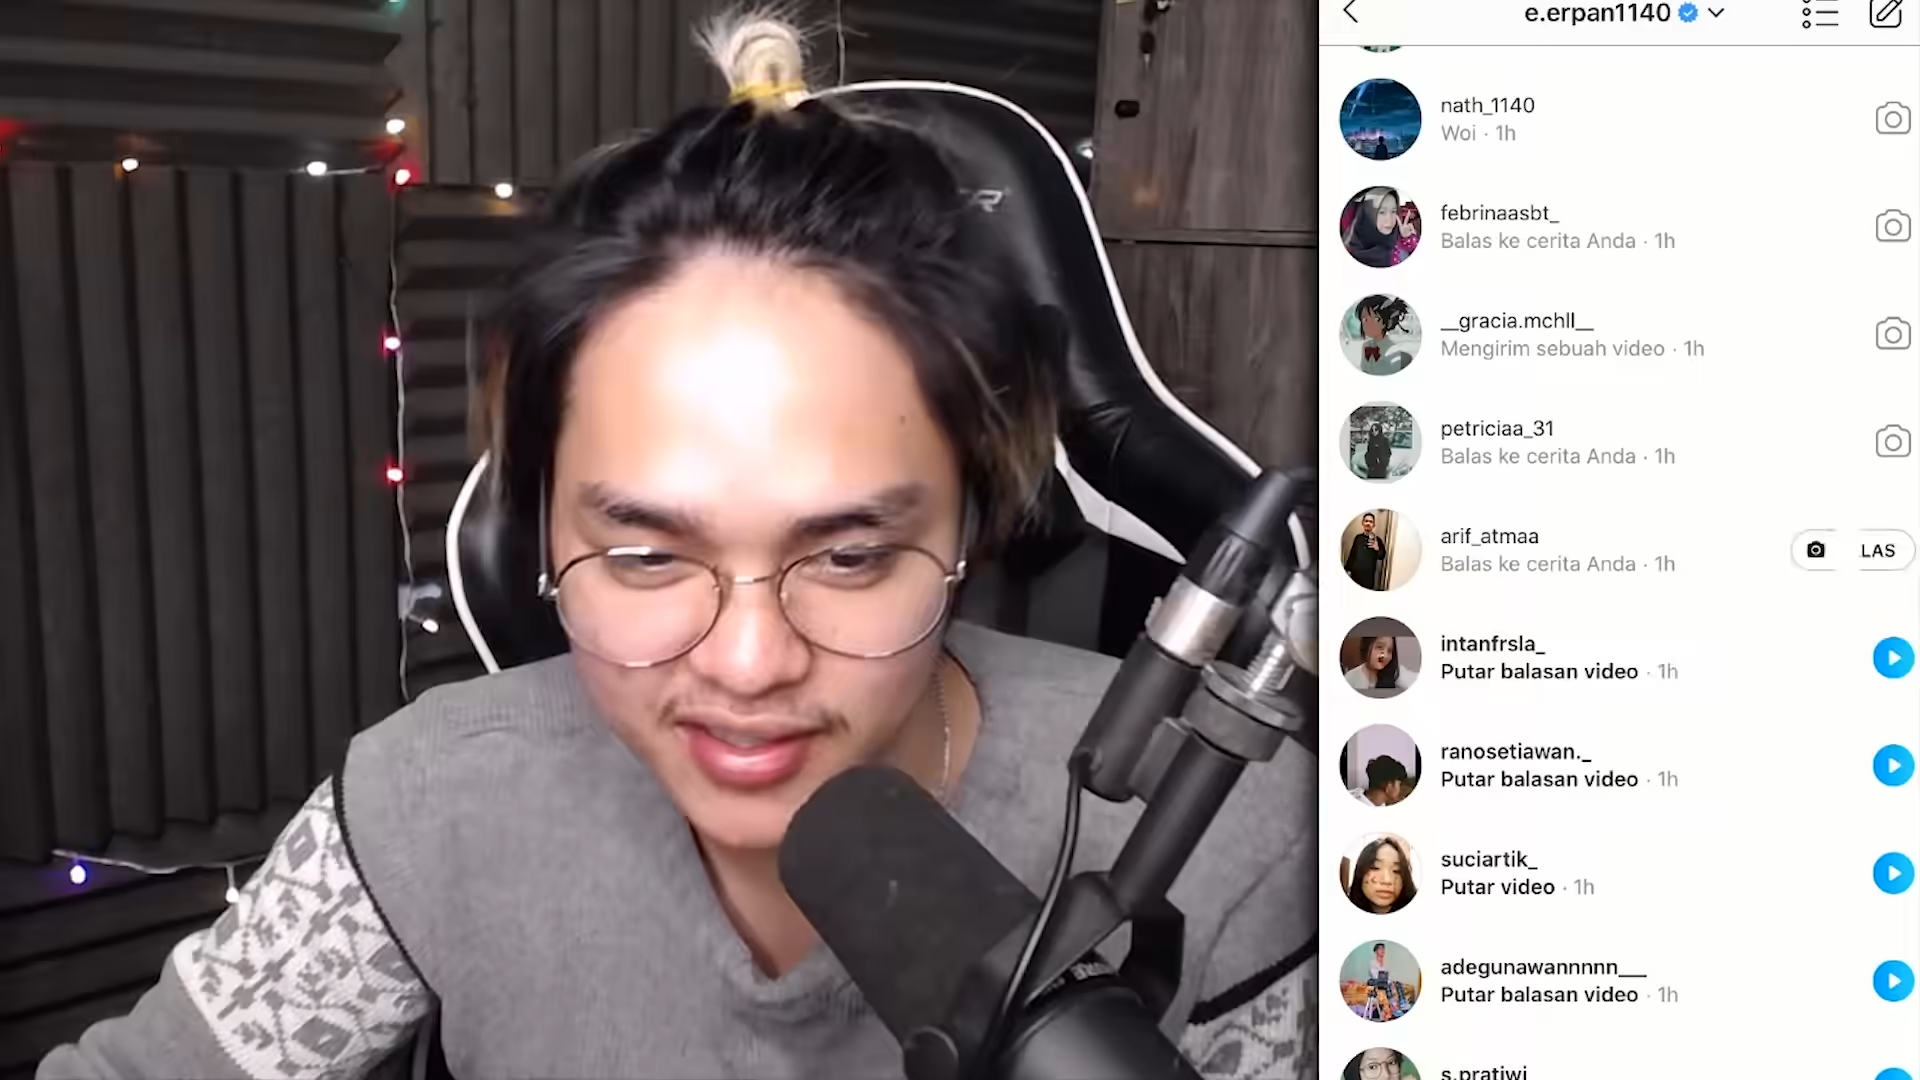 e.erpan1140
nath_1140
Woi · 1h
febrinaasbt_
Balas ke cerita Anda · 1h
__gracia.mchll__
Mengirim sebuah video · 1h
petriciaa_31
Balas ke cerita Anda · 1h
arif_atmaa
Balas ke cerita Anda · 1h
LAS
intanfrsla_
Putar balasan video · 1h
ranosetiawan._
Putar balasan video · 1h
suciartik_
Putar video · 1h
adegunawannnnn___
Putar balasan video · 1h
s.pratiwi